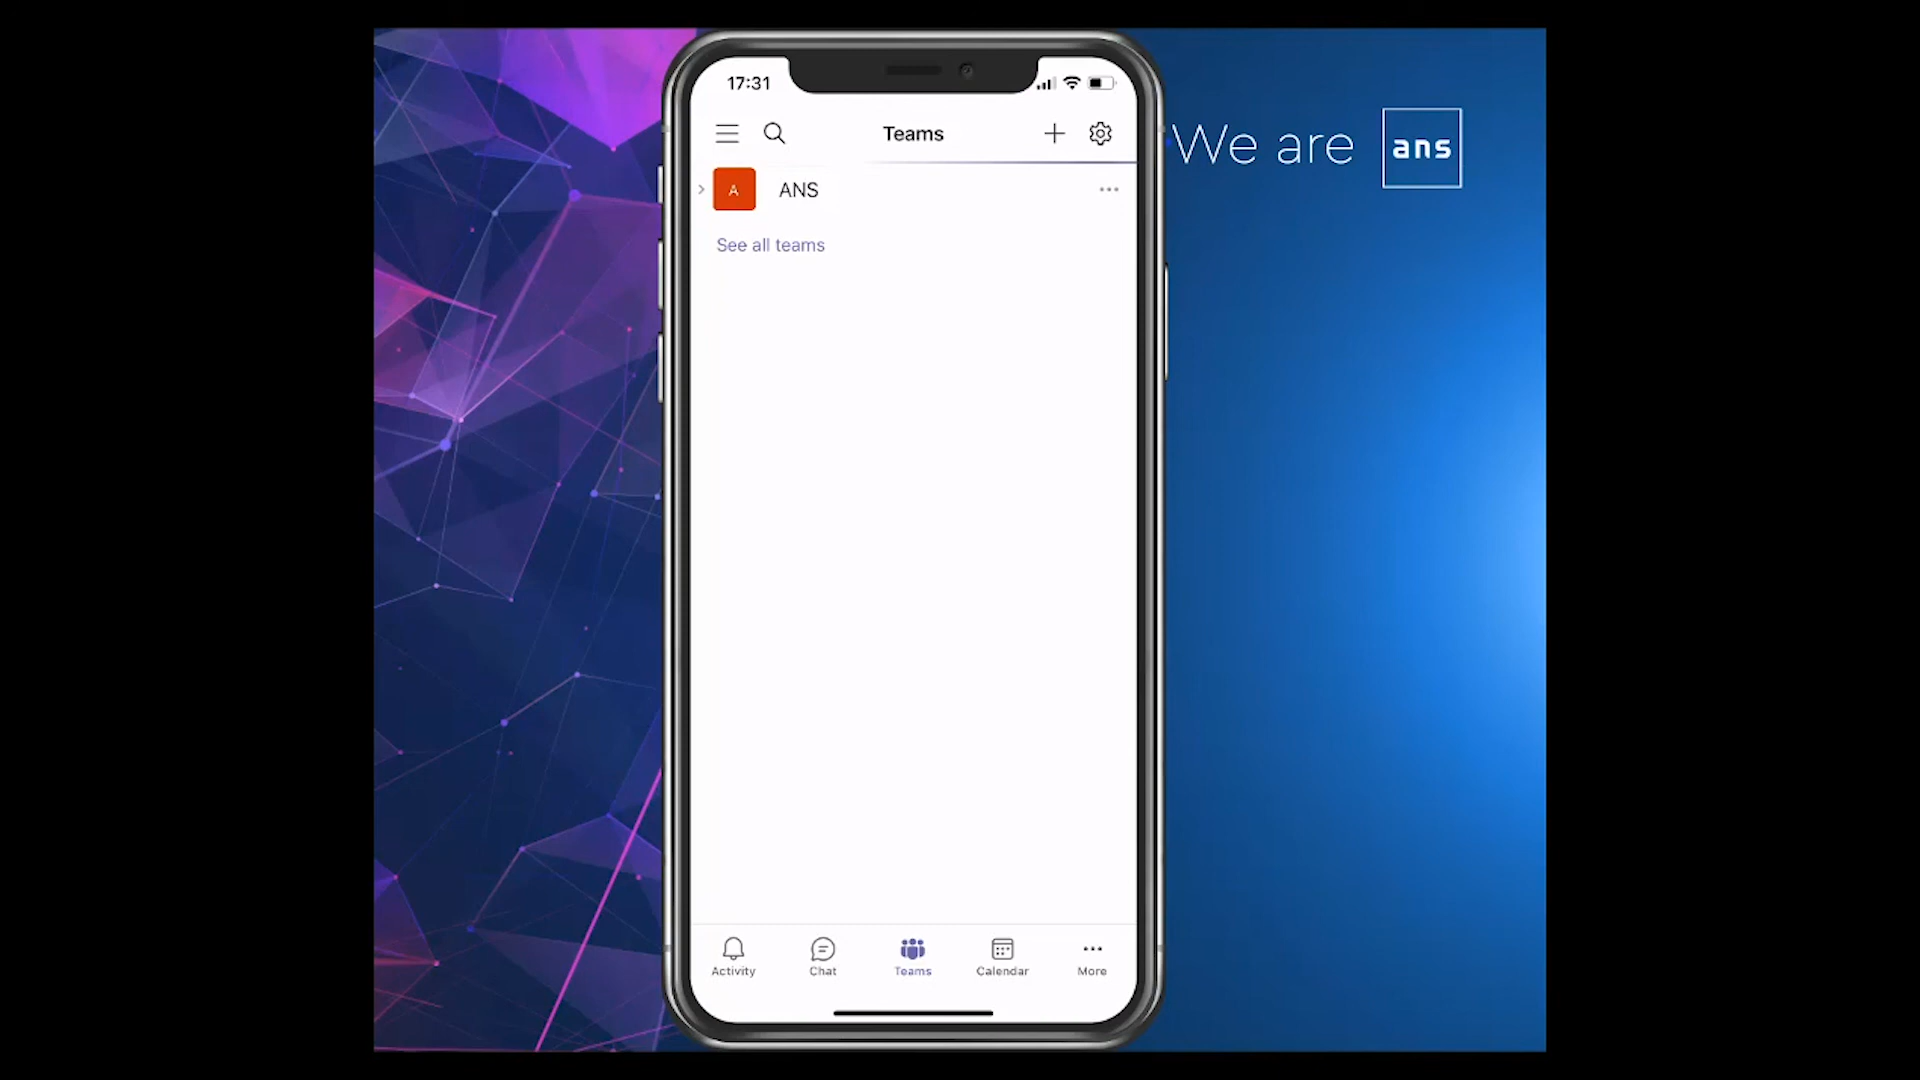 17:31
Teams
We are ans
A ANS
See all teams
Activity Chat Teams Calendar More